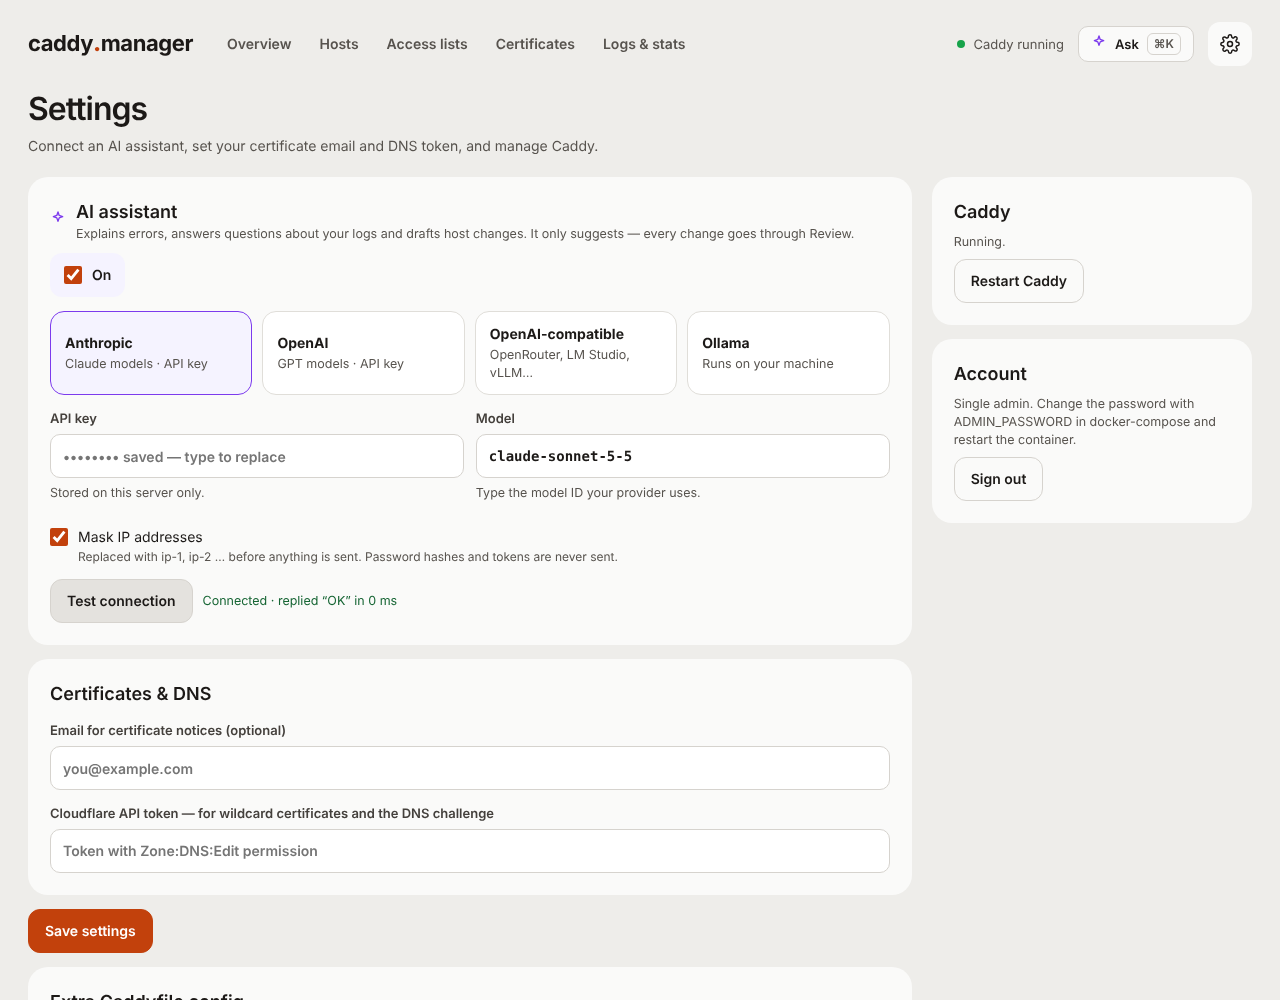 caddy.manager
Overview
Hosts
Access lists
Certificates
Logs & stats
Caddy running
Ask ⌘K
Settings
Connect an AI assistant, set your certificate email and DNS token, and manage Caddy.
AI assistant
Explains errors, answers questions about your logs and drafts host changes. It only suggests — every change goes through Review.
On
Anthropic
Claude models · API key
OpenAI
GPT models · API key
OpenAI-compatible
OpenRouter, LM Studio,
vLLM…
Ollama
Runs on your machine
API key
•••••••• saved — type to replace
Stored on this server only.
Model
claude-sonnet-5-5
Type the model ID your provider uses.
Mask IP addresses
Replaced with ip-1, ip-2 … before anything is sent. Password hashes and tokens are never sent.
Test connection
Connected · replied “OK” in 0 ms
Certificates & DNS
Email for certificate notices (optional)
you@example.com
Cloudflare API token — for wildcard certificates and the DNS challenge
Token with Zone:DNS:Edit permission
Save settings
Extra Caddyfile config
Caddy
Running.
Restart Caddy
Account
Single admin. Change the password with
ADMIN_PASSWORD in docker-compose and
restart the container.
Sign out